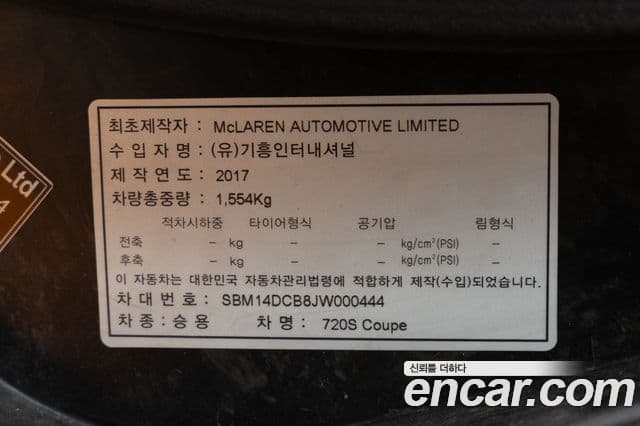 Ltd
4
최초제작자 : McLAREN AUTOMOTIVE LIMITED
수 입 자 명 : (유)기흥인터내셔널
제 작 연 도 : 2017
차량총중량 : 1,554Kg
적차시하중 타이어형식 공기압 림형식
전축 – kg – – kg/cm²(PSI) –
후축 – kg – – kg/cm²(PSI) –
이 자동차는 대한민국 자동차관리법령에 적합하게 제작(수입)되었습니다.
차 대 번 호 : SBM14DCB8JW000444
차 종 : 승 용 차 명 : 720S Coupe
신뢰를 더하다
encar.com